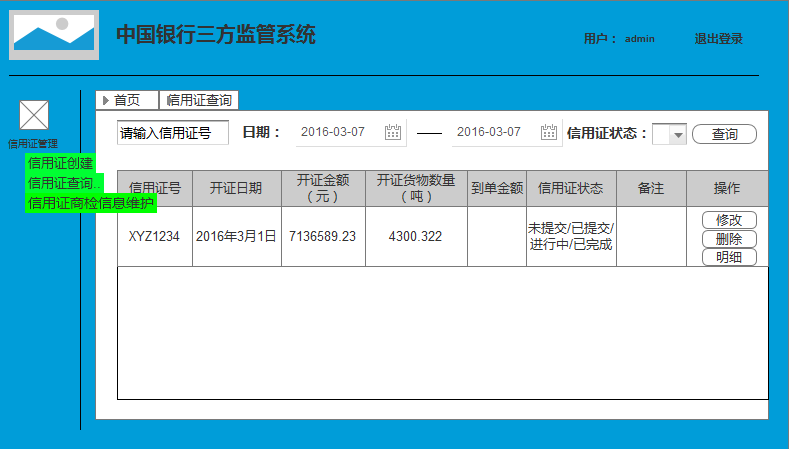 中国银行三方监管系统
用户： admin 退出登录
首页 信用证查询
请输入信用证号 日期： 2016-03-07 2016-03-07 信用证状态： 查询
信用证管理
信用证创建
信用证查询..
信用证商检信息维护
信用证号 开证日期 开证金额（元） 开证货物数量（吨） 到单金额 信用证状态 备注 操作
XYZ1234 2016年3月1日 7136589.23 4300.322 未提交/已提交/进行中/已完成 修改
删除
明细